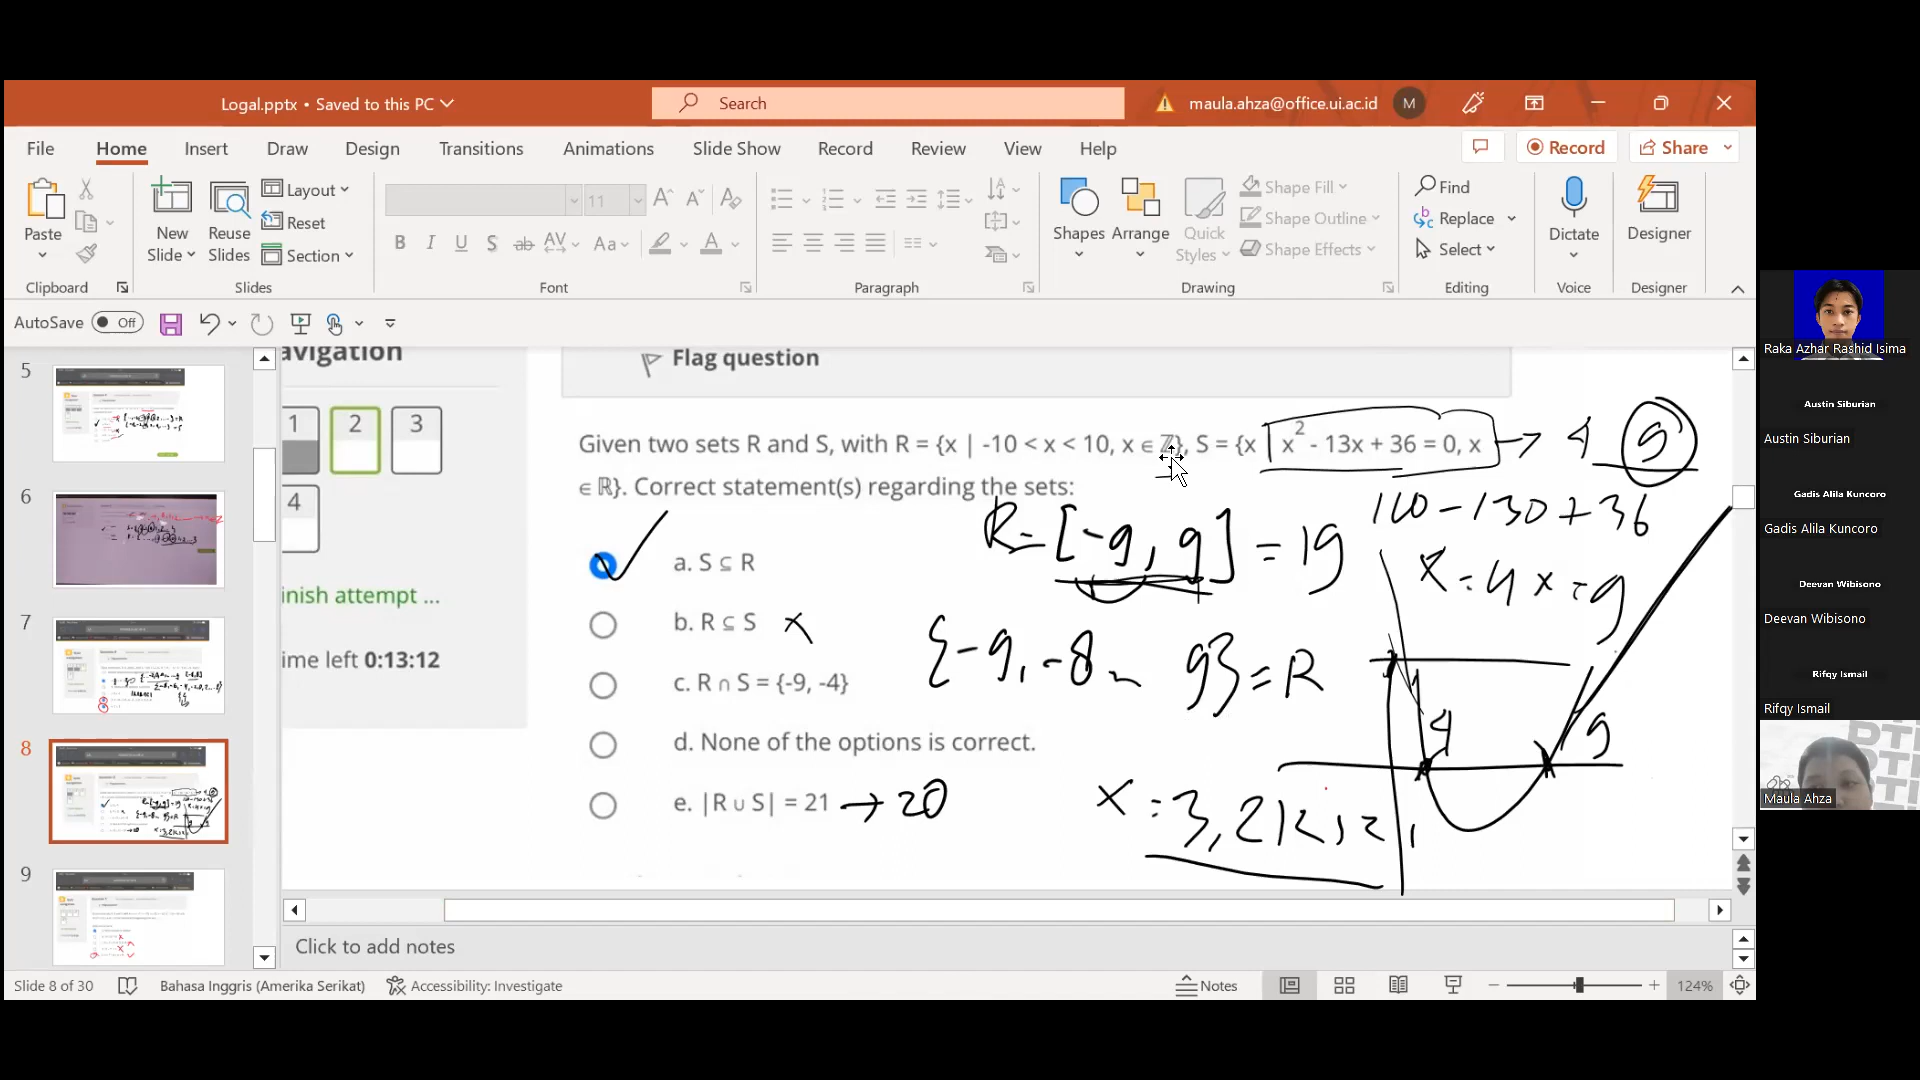 Logal.pptx • Saved to this PC
Search
maula.ahza@office.ui.ac.id
M
File Home Insert Draw Design Transitions Animations Slide Show Record Review View Help
Record
Share
Paste
New Slide
Reuse Slides
Layout
Reset
Section
11
B I U S ab AV Aa A
Shapes
Arrange
Quick Styles
Shape Fill
Shape Outline
Shape Effects
Find
Replace
Select
Dictate
Designer
Clipboard Slides Font Paragraph Drawing Editing Voice Designer
AutoSave Off
5
6
7
8
9
avigation
1 2 3
4
inish attempt ...
ime left 0:13:12
Flag question
Given two sets R and S, with R = {x | -10 < x < 10, x ∈ ℤ}, S = {x | x² - 13x + 36 = 0, x
∈ ℝ}. Correct statement(s) regarding the sets:
a. S ⊆ R
b. R ⊆ S x
c. R ∩ S = {-9, -4}
d. None of the options is correct.
e. |R ∪ S| = 21 → 20
→ 4 9
R = [-9, 9] = 19
100 - 130 + 36
x = 4 x = 9
{-9, -8 9} = R
4 9
Click to add notes
Slide 8 of 30
Bahasa Inggris (Amerika Serikat)
Accessibility: Investigate
Notes
124%
Raka Azhar Rashid Isima
Austin Siburian
Austin Siburian
Gadis Alila Kuncoro
Gadis Alila Kuncoro
Deevan Wibisono
Deevan Wibisono
Rifqy Ismail
Rifqy Ismail
Maula Ahza